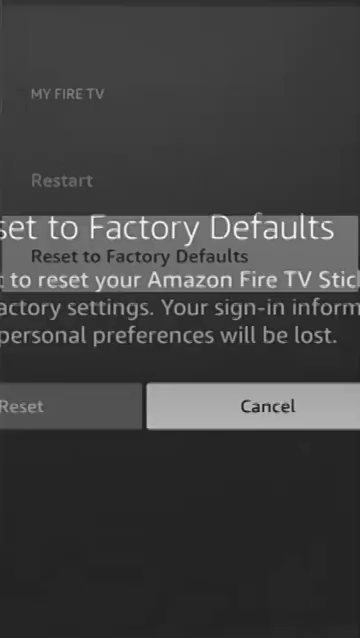 MY FIRE TV
Restart
set to Factory Defaults
Reset to Factory Defaults
t to reset your Amazon Fire TV Stick
actory settings. Your sign-in inform
personal preferences will be lost.
Reset
Cancel